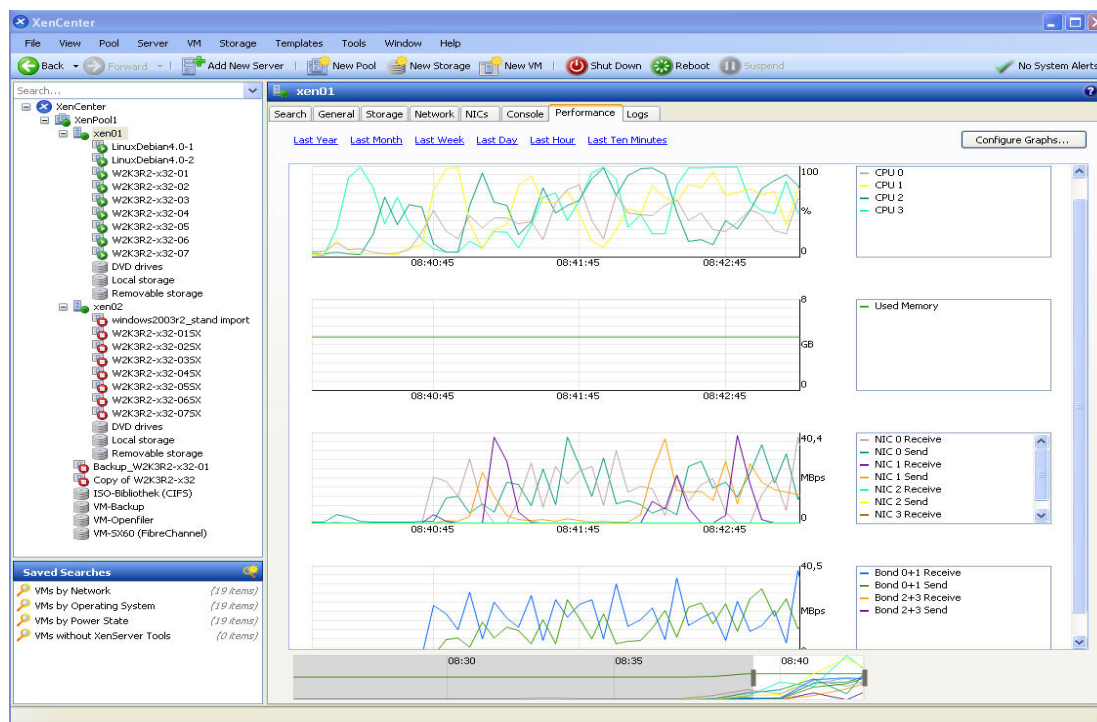 XenCenter
File View Pool Server VM Storage Templates Tools Window Help
Back Forward Add New Server New Pool New Storage New VM Shut Down Reboot Suspend No System Alerts
Search...
XenCenter
XenPool1
xen01
LinuxDebian4.0-1
LinuxDebian4.0-2
W2K3R2-x32-01
W2K3R2-x32-02
W2K3R2-x32-03
W2K3R2-x32-04
W2K3R2-x32-05
W2K3R2-x32-06
W2K3R2-x32-07
DVD drives
Local storage
Removable storage
xen02
windows2003r2_stand import
W2K3R2-x32-01SX
W2K3R2-x32-02SX
W2K3R2-x32-03SX
W2K3R2-x32-04SX
W2K3R2-x32-05SX
W2K3R2-x32-06SX
W2K3R2-x32-07SX
DVD drives
Local storage
Removable storage
Backup_W2K3R2-x32-01
Copy of W2K3R2-x32
ISO-Bibliothek (CIFS)
VM-Backup
VM-Openfiler
VM-SX60 (FibreChannel)
Saved Searches
VMs by Network (19 items)
VMs by Operating System (19 items)
VMs by Power State (19 items)
VMs without XenServer Tools (0 items)
xen01
Search General Storage Network NICs Console Performance Logs
Last Year Last Month Last Week Last Day Last Hour Last Ten Minutes Configure Graphs...
100
%
0
08:40:45 08:41:45 08:42:45
CPU 0
CPU 1
CPU 2
CPU 3
8
GB
0
08:40:45 08:41:45 08:42:45
Used Memory
40,4
MBps
0
08:40:45 08:41:45 08:42:45
NIC 0 Receive
NIC 0 Send
NIC 1 Receive
NIC 1 Send
NIC 2 Receive
NIC 2 Send
NIC 3 Receive
40,5
MBps
Bond 0+1 Receive
Bond 0+1 Send
Bond 2+3 Receive
Bond 2+3 Send
08:30 08:35 08:40